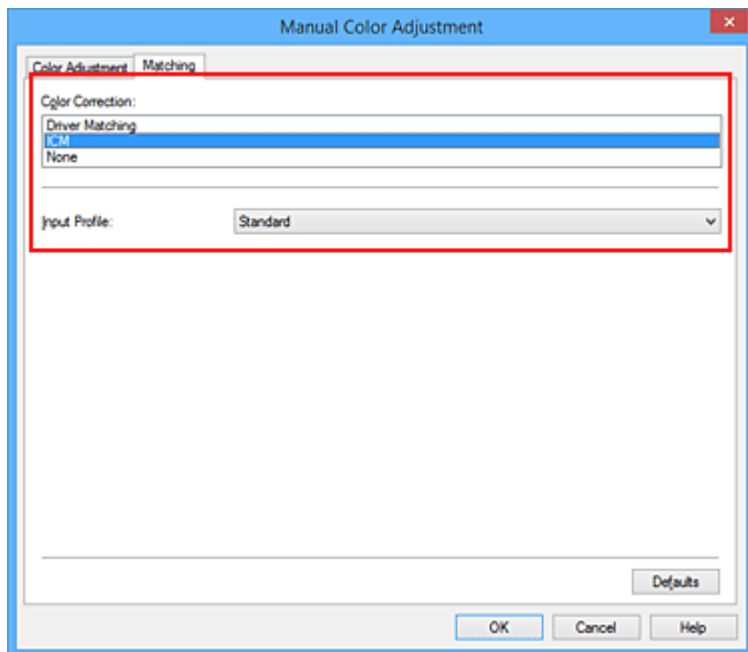 Manual Color Adjustment
Color Adjustment Matching
Color Correction:
Driver Matching
ICM
None
Input Profile: Standard
Defaults
OK Cancel Help